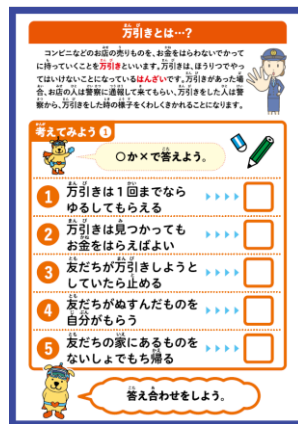 万引きとは…?
コンビニなどのお店の売りものを、お金をはらわないでかって
に持っていくことを万引きといいます。万引きは、ほうりつでやっ
てはいけないことになっているはんざいです。万引きがあった場
合、お店の人は警察に通報して来てもらい、万引きをした人は警
察から、万引きをした時の様子をくわしくきかれることになります。
考えてみよう 1
○か×で答えよう。
1 万引きは1回までなら
ゆるしてもらえる
2 万引きは見つかっても
お金をはらえばよい
3 友だちが万引きしようと
していたら止める
4 友だちがぬすんだものを
自分がもらう
5 友だちの家にあるものを
ないしょでもち帰る
答え合わせをしよう。